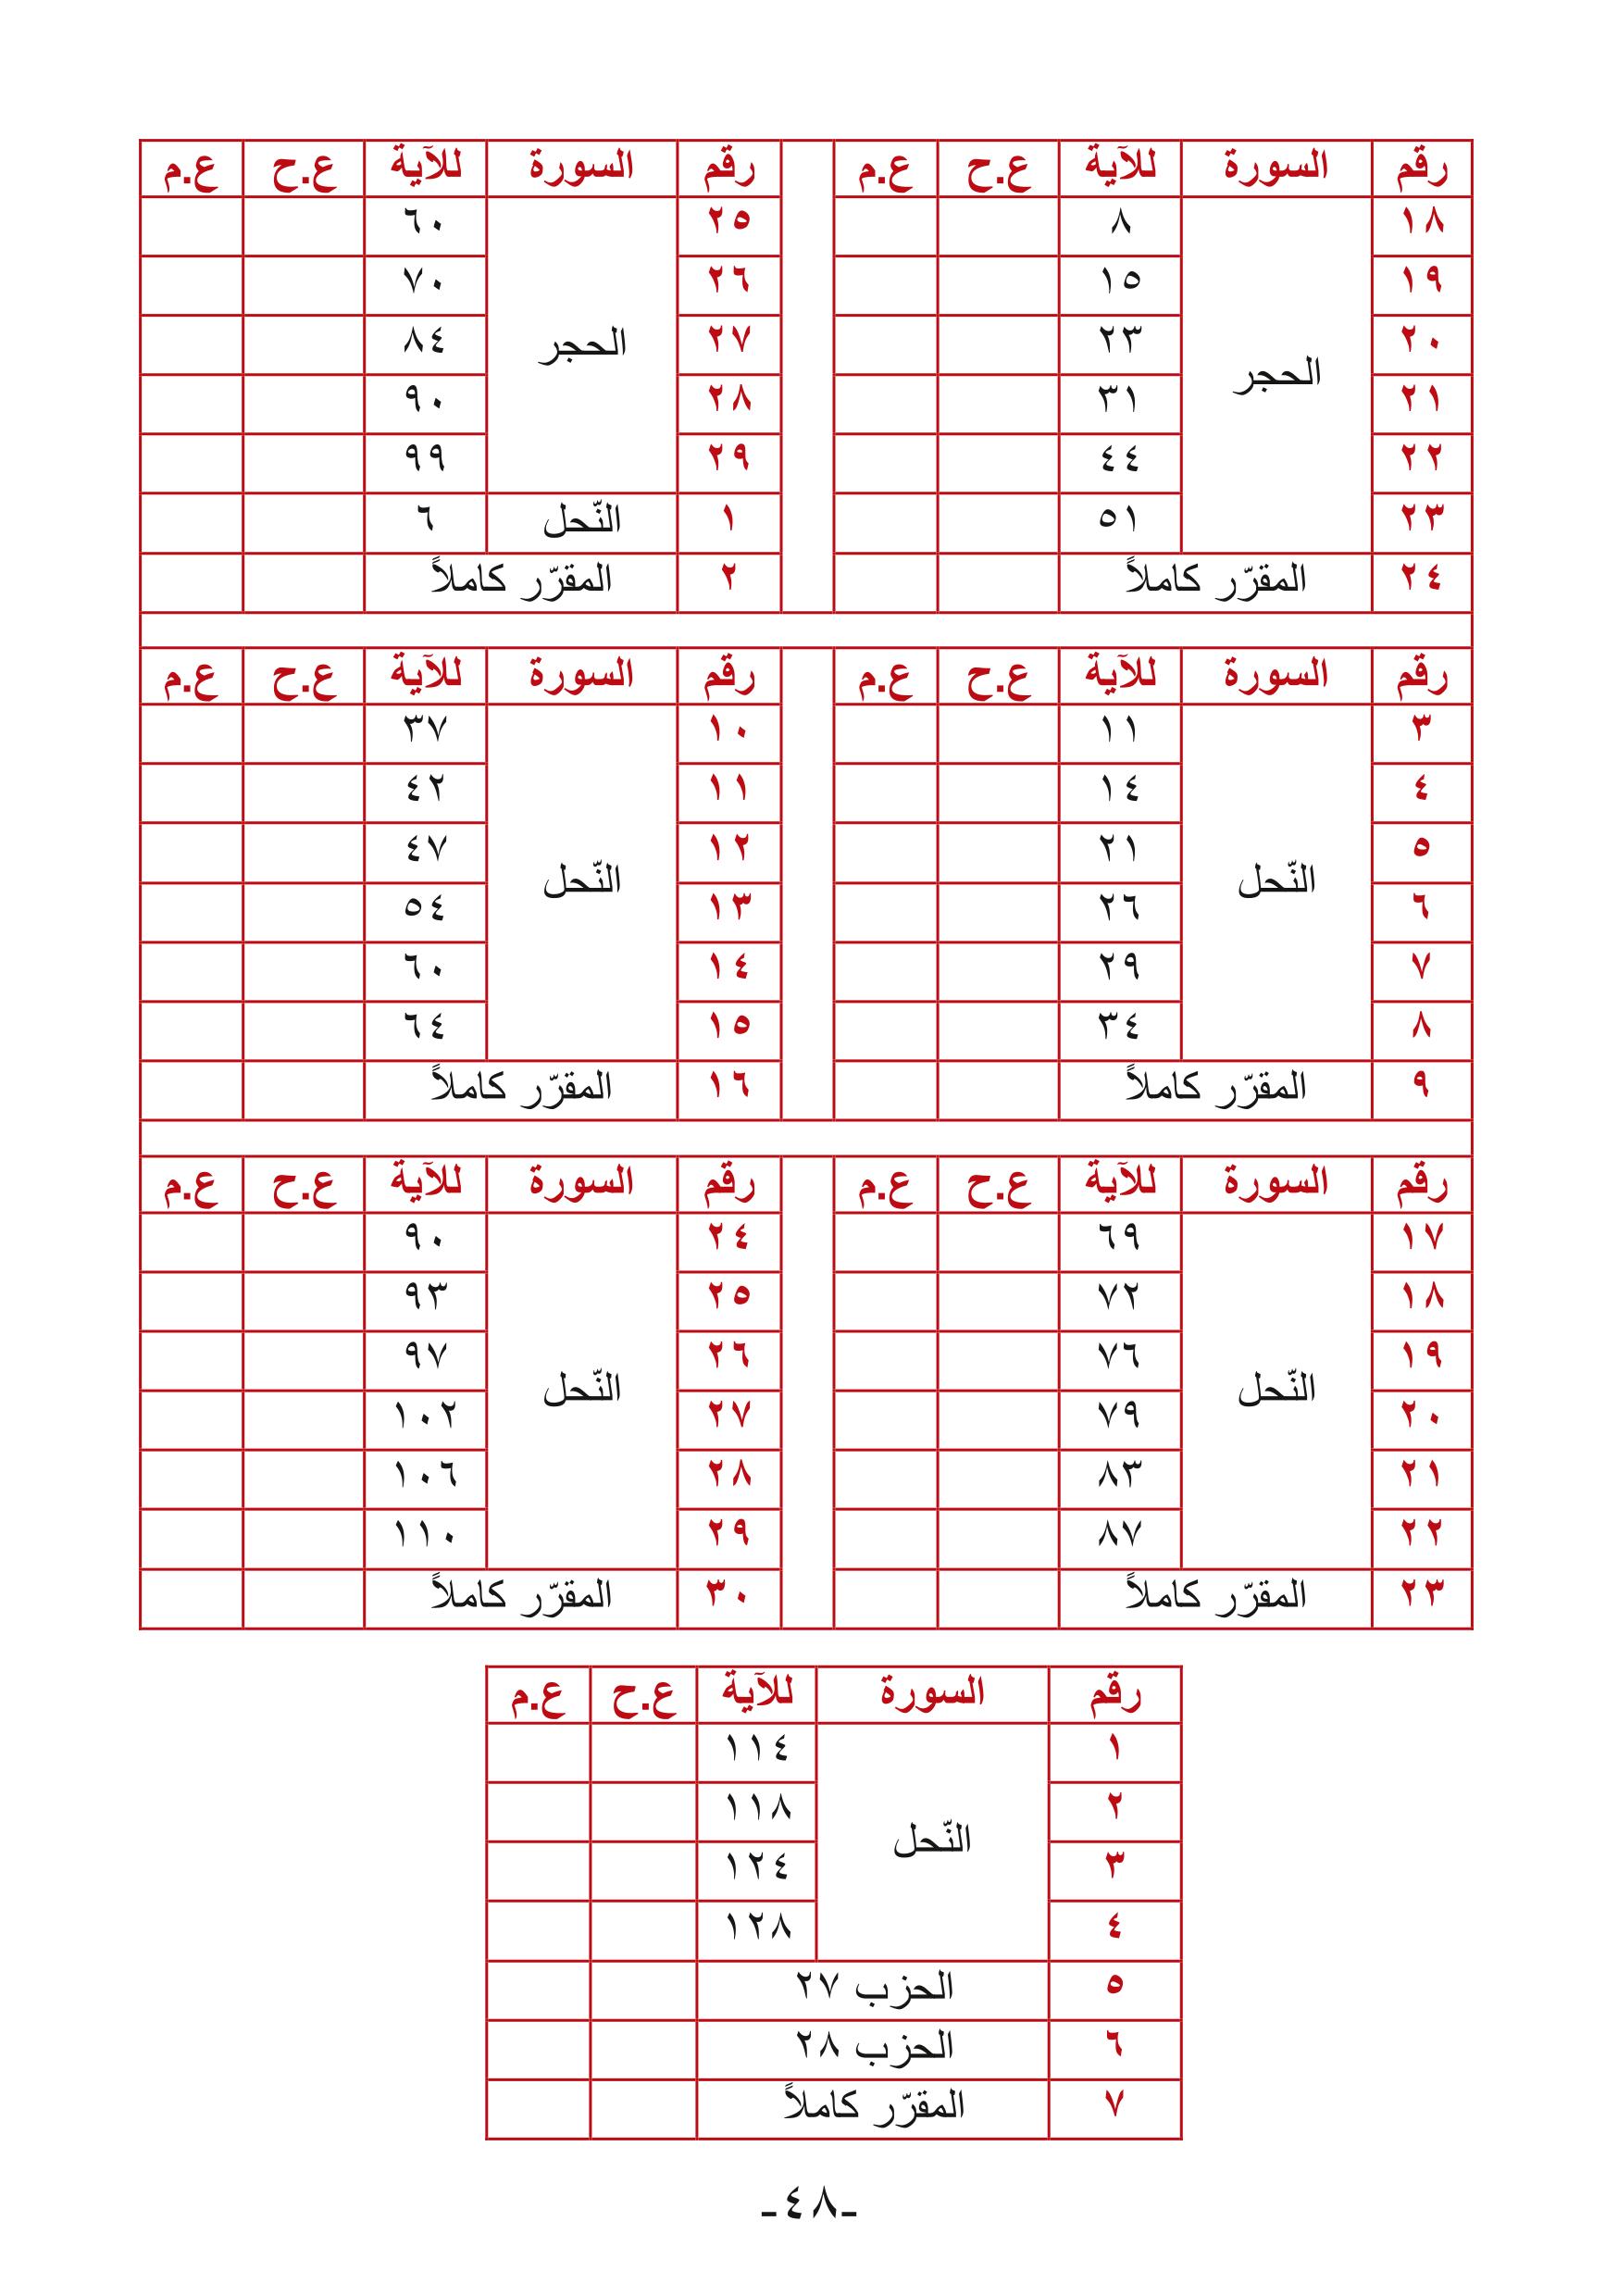 رقم السورة للآية ع.ح ع.م رقم السورة للآية ع.ح ع.م
١٨ الحجر ٨ ٢٥ الحجر ٦٠
١٩ ١٥ ٢٦ ٧٠
٢٠ ٢٣ ٢٧ ٨٤
٢١ ٣١ ٢٨ ٩٠
٢٢ ٤٤ ٢٩ ٩٩
٢٣ ٥١ ١ النّحل ٦
٢٤ المقرّر كاملاً ٢ المقرّر كاملاً
رقم السورة للآية ع.ح ع.م رقم السورة للآية ع.ح ع.م
٣ النّحل ١١ ١٠ النّحل ٣٧
٤ ١٤ ١١ ٤٢
٥ ٢١ ١٢ ٤٧
٦ ٢٦ ١٣ ٥٤
٧ ٢٩ ١٤ ٦٠
٨ ٣٤ ١٥ ٦٤
٩ المقرّر كاملاً ١٦ المقرّر كاملاً
رقم السورة للآية ع.ح ع.م رقم السورة للآية ع.ح ع.م
١٧ النّحل ٦٩ ٢٤ النّحل ٩٠
١٨ ٧٢ ٢٥ ٩٣
١٩ ٧٦ ٢٦ ٩٧
٢٠ ٧٩ ٢٧ ١٠٢
٢١ ٨٣ ٢٨ ١٠٦
٢٢ ٨٧ ٢٩ ١١٠
٢٣ المقرّر كاملاً ٣٠ المقرّر كاملاً
رقم السورة للآية ع.ح ع.م
١ النّحل ١١٤
٢ ١١٨
٣ ١٢٤
٤ ١٢٨
٥ الحزب ٢٧
٦ الحزب ٢٨
٧ المقرّر كاملاً
-٤٨-